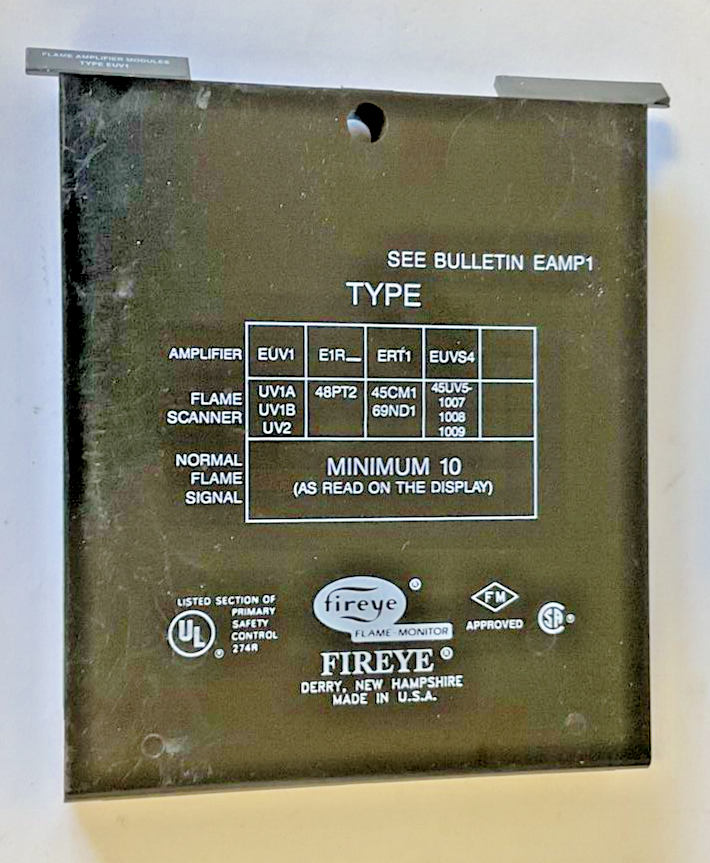 FLAME AMPLIFIER MODULES
TYPE EUV1
SEE BULLETIN EAMP1
TYPE
AMPLIFIER EUV1 E1R_ ERT1 EUVS4
FLAME SCANNER
UV1A
UV1B
UV2
48PT2
45CM1
69ND1
45UV5-
1007
1008
1009
NORMAL
FLAME
SIGNAL
MINIMUM 10
(AS READ ON THE DISPLAY)
LISTED SECTION OF
PRIMARY
SAFETY
CONTROL
274R
UL ®
fireye ®
FLAME-MONITOR
FIREYE ®
DERRY, NEW HAMPSHIRE
MADE IN U.S.A.
FM
APPROVED
SA ®